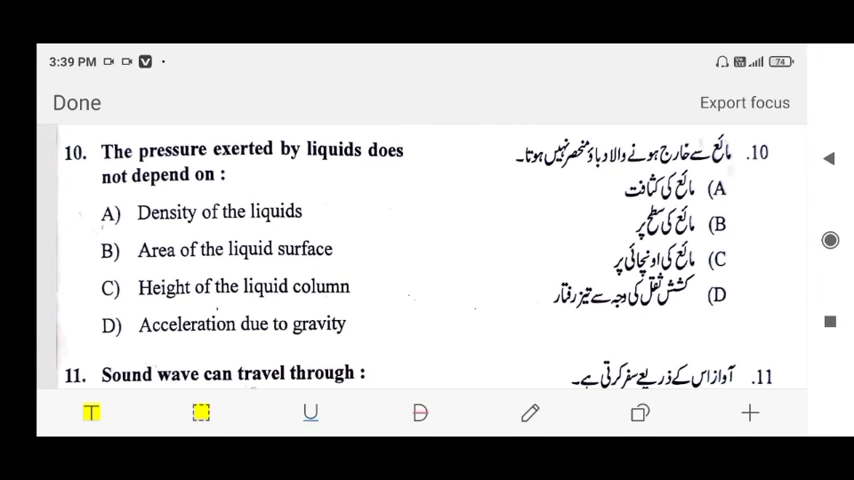 3:39 PM
74
Done
Export focus
10. The pressure exerted by liquids does
not depend on :
A) Density of the liquids
B) Area of the liquid surface
C) Height of the liquid column
D) Acceleration due to gravity
11. Sound wave can travel through :
10. مائع سے خارج ہونے والا دباؤ منحصر نہیں ہوتا۔
A) مائع کی کثافت
B) مائع کی سطح پر
C) مائع کی اونچائی پر
D) کشش ثقل کی وجہ سے تیز رفتار
11. آواز اس کے ذریعے سفر کرتی ہے۔
T
U
D